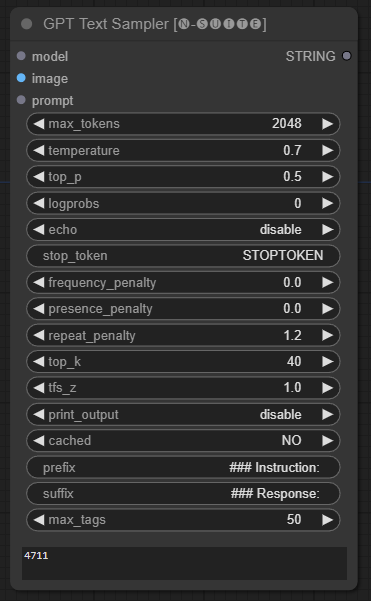 GPT Text Sampler [🅝-🅢🅤🅘🅣🅔]
model STRING
image
prompt
max_tokens 2048
temperature 0.7
top_p 0.5
logprobs 0
echo disable
stop_token STOPTOKEN
frequency_penalty 0.0
presence_penalty 0.0
repeat_penalty 1.2
top_k 40
tfs_z 1.0
print_output disable
cached NO
prefix ### Instruction:
suffix ### Response:
max_tags 50
4711